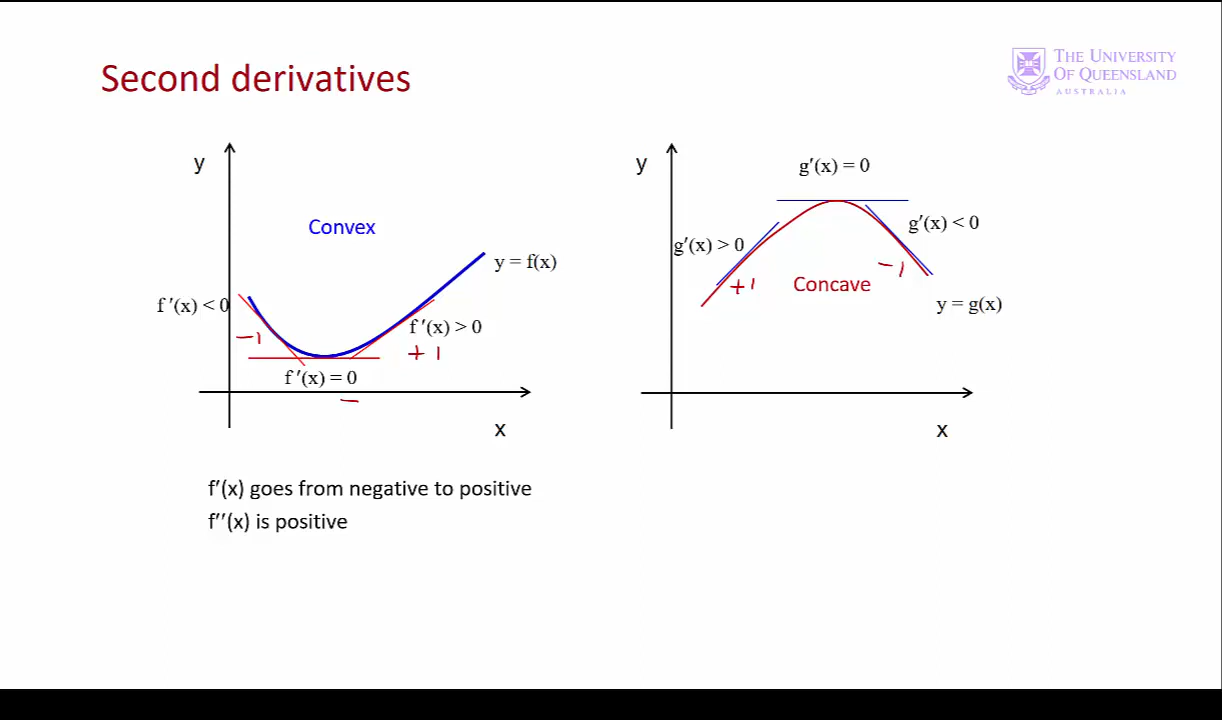 Second derivatives
THE UNIVERSITY
OF QUEENSLAND
AUSTRALIA
y
Convex
y = f(x)
f ′(x) < 0
−1
f ′(x) > 0
+1
f ′(x) = 0
−
x
y
g′(x) = 0
g′(x) > 0
+1
g′(x) < 0
−1
Concave
y = g(x)
x
f′(x) goes from negative to positive
f′′(x) is positive